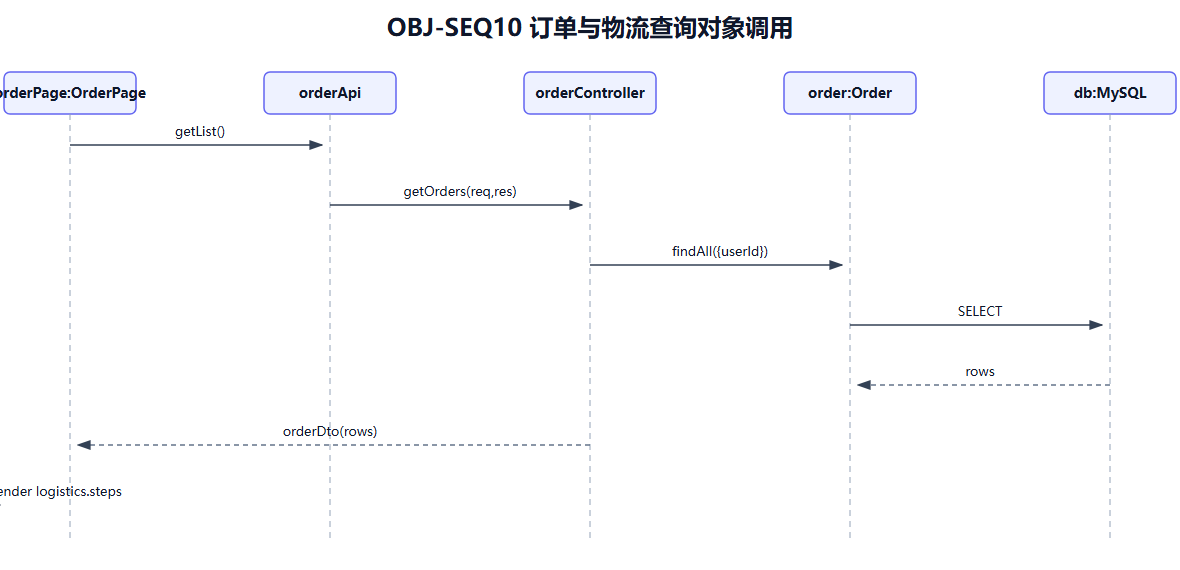 OBJ-SEQ10 订单与物流查询对象调用
orderPage:OrderPage
orderApi
orderController
order:Order
db:MySQL
getList()
getOrders(req,res)
findAll({userId})
SELECT
rows
orderDto(rows)
ender logistics.steps